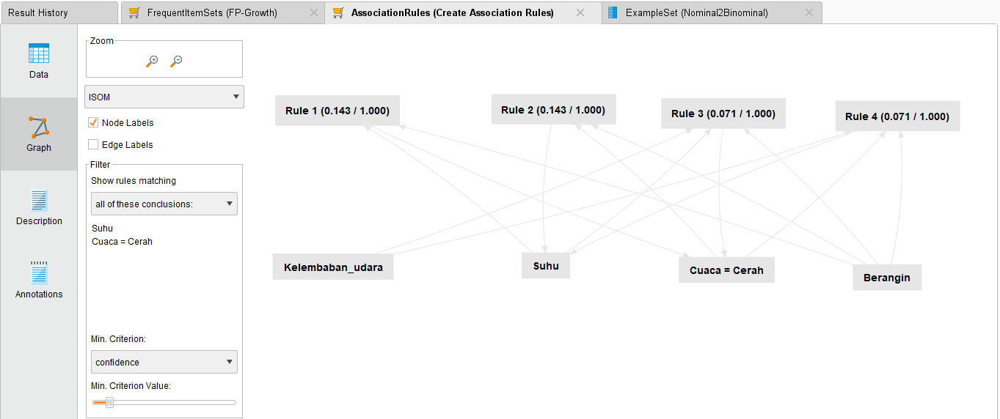 Result History
FrequentItemSets (FP-Growth)
AssociationRules (Create Association Rules)
ExampleSet (Nominal2Binominal)
Data
Graph
Description
Annotations
Zoom
ISOM
Node Labels
Edge Labels
Filter
Show rules matching
all of these conclusions:
Suhu
Cuaca = Cerah
Min. Criterion:
confidence
Min. Criterion Value:
Rule 1 (0.143 / 1.000)
Rule 2 (0.143 / 1.000)
Rule 3 (0.071 / 1.000)
Rule 4 (0.071 / 1.000)
Kelembaban_udara
Suhu
Cuaca = Cerah
Berangin